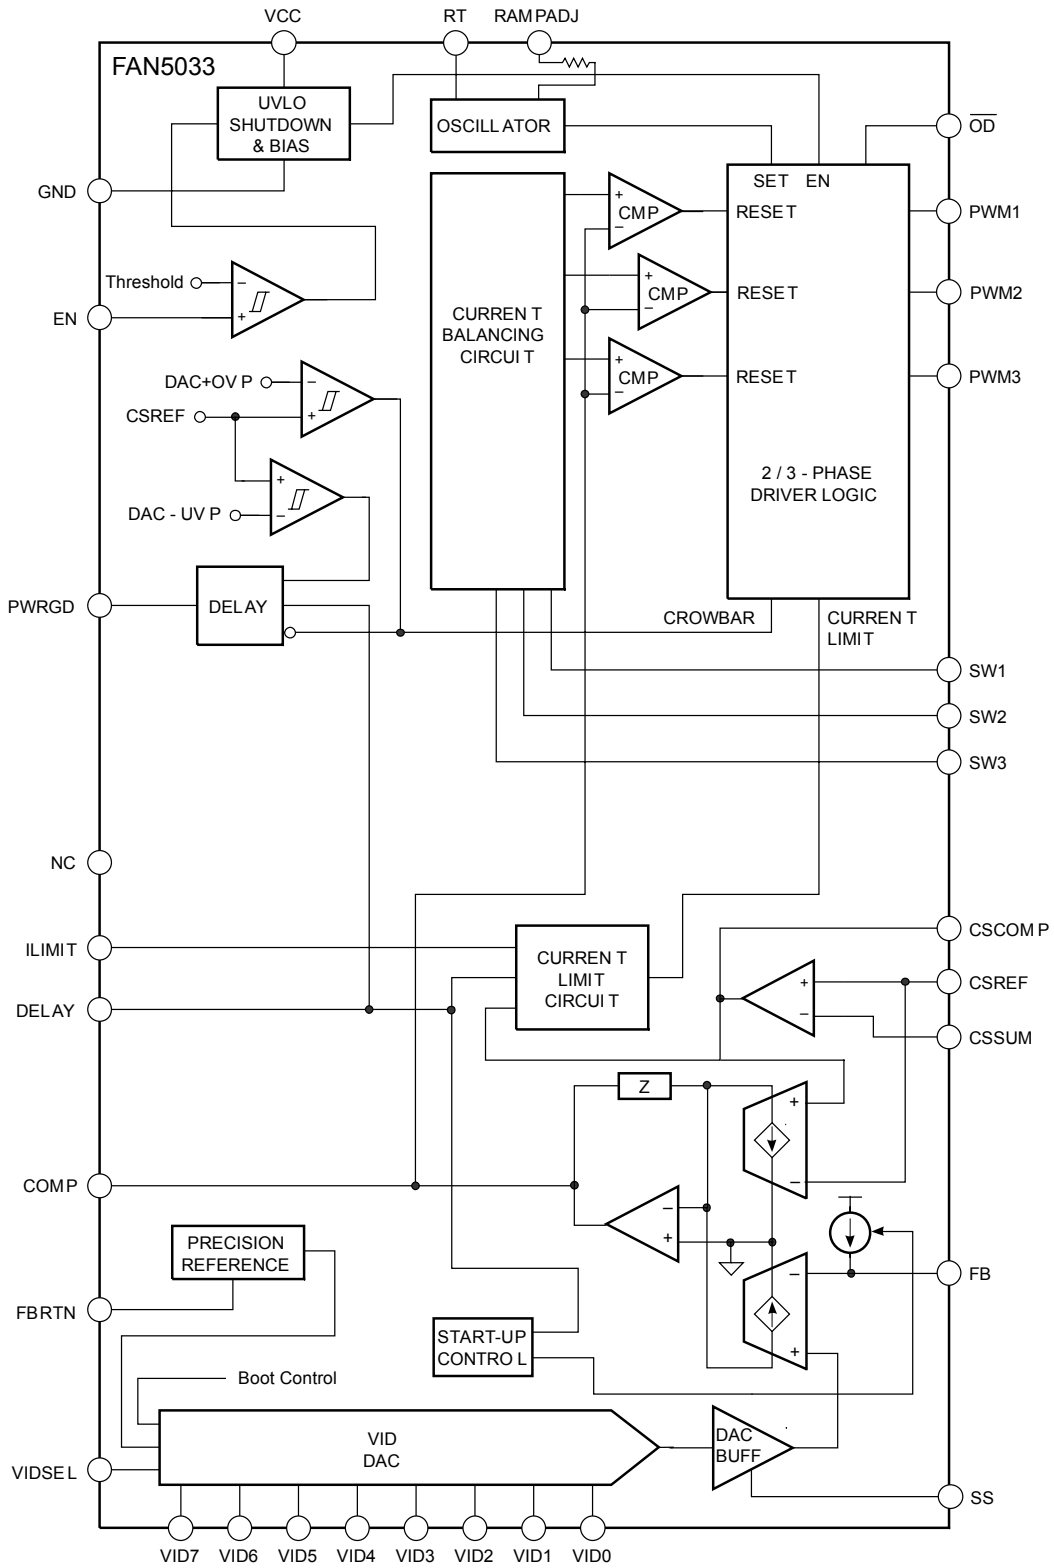 VCC
RT
RAMPADJ
FAN5033
UVLO
SHUTDOWN
& BIAS
OSCILLATOR
OD
SET EN
GND
CMP
+
−
RESET
PWM1
Threshold
−
+
EN
CURRENT
BALANCING
CIRCUIT
+
−
CMP
RESET
PWM2
+
−
CMP
RESET
PWM3
DAC+OVP
−
CSREF
+
+
DAC - UVP
−
2 / 3 - PHASE
DRIVER LOGIC
PWRGD
DELAY
CROWBAR
CURRENT
LIMIT
SW1
SW2
SW3
NC
ILIMIT
CURRENT
LIMIT
CIRCUIT
DELAY
CSCOMP
+
CSREF
−
CSSUM
Z
+
−
COMP
−
+
PRECISION
REFERENCE
−
FB
FBRTN
START-UP
CONTROL
+
Boot Control
VID
DAC
DAC
BUFF
VIDSEL
SS
VID7
VID6
VID5
VID4
VID3
VID2
VID1
VID0